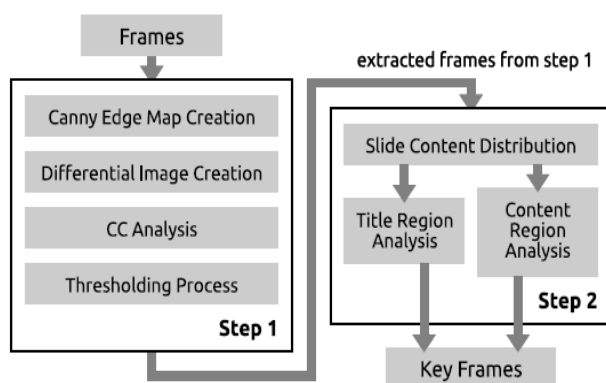 Frames
Canny Edge Map Creation
Differential Image Creation
CC Analysis
Thresholding Process
Step 1
extracted frames from step 1
Slide Content Distribution
Title Region
Analysis
Content
Region
Analysis
Step 2
Key Frames